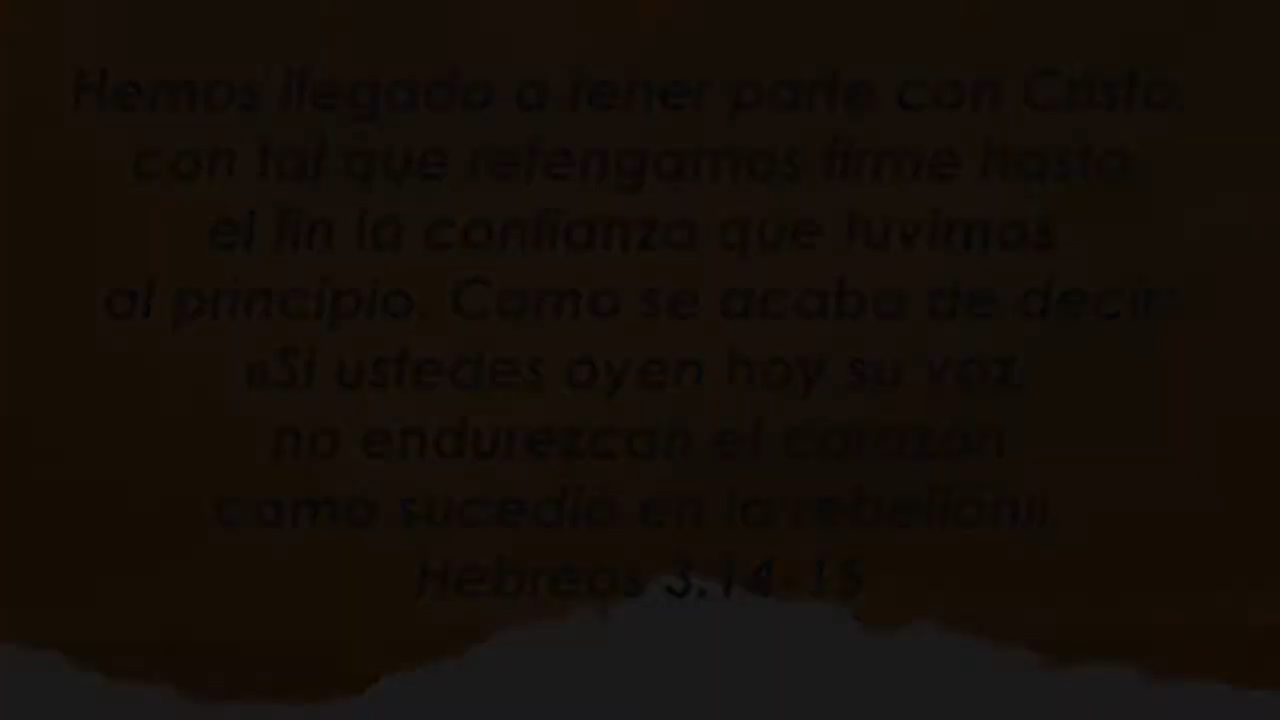 Hemos llegado a tener parte con Cristo,
con tal que retengamos firme hasta
el fin la confianza que tuvimos
al principio. Como se acaba de decir:
«Si ustedes oyen hoy su voz,
no endurezcan el corazón
como sucedió en la rebelión».
Hebreos 3.14-15